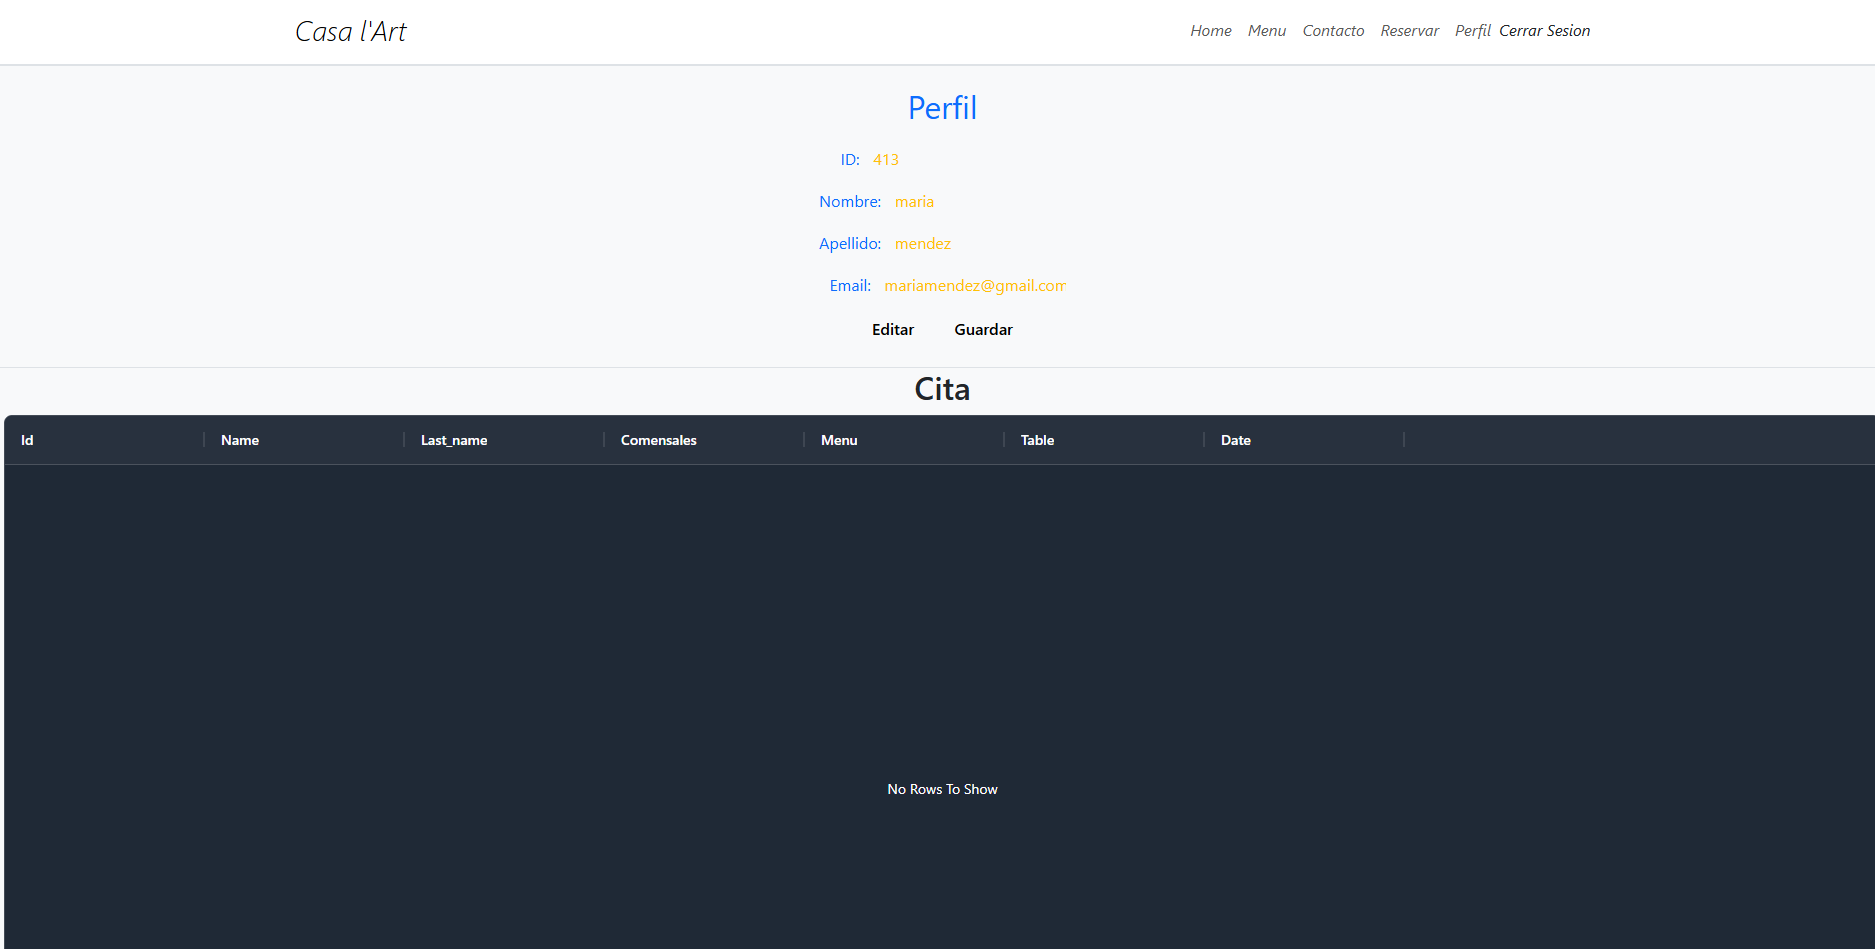 Casa l'Art Home Menu Contacto Reservar Perfil Cerrar Sesion
Perfil
ID: 413
Nombre: maria
Apellido: mendez
Email: mariamendez@gmail.com
Editar Guardar
Cita
Id Name Last_name Comensales Menu Table Date
No Rows To Show